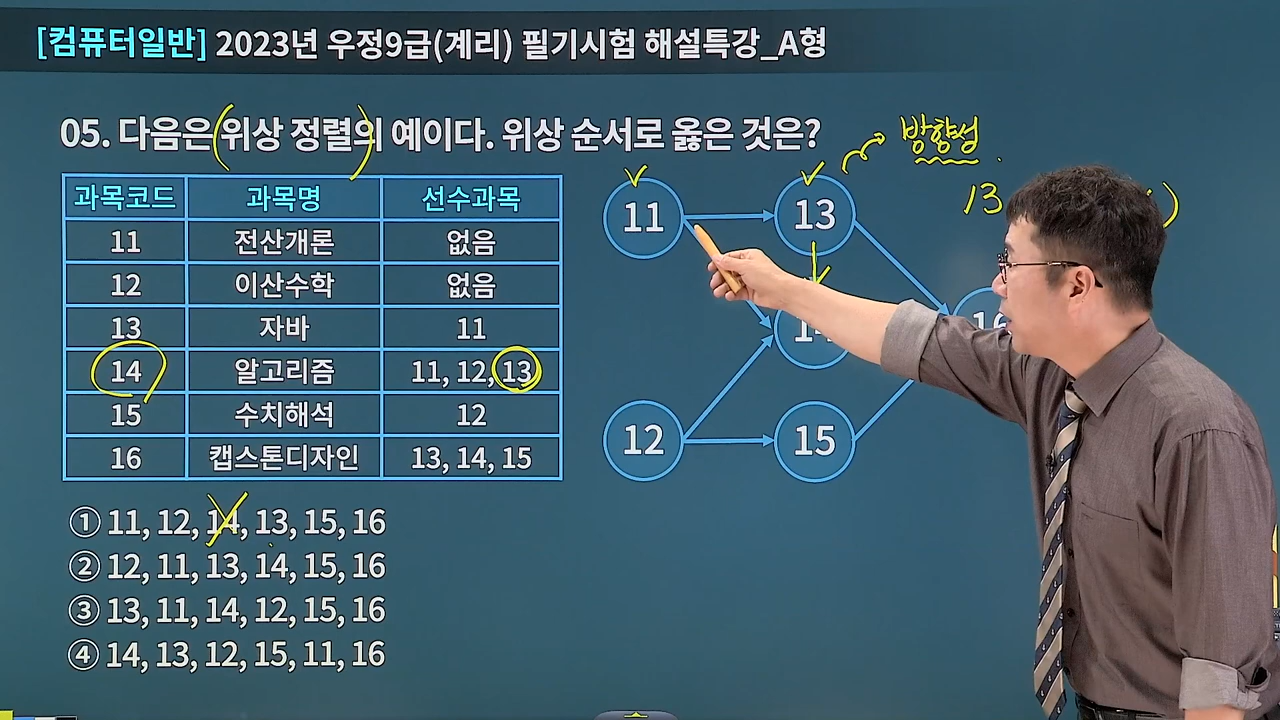 [컴퓨터일반] 2023년 우정9급(계리) 필기시험 해설특강_A형
05. 다음은 위상 정렬의 예이다. 위상 순서로 옳은 것은?
방향성
13
과목코드 과목명 선수과목
11 전산개론 없음
12 이산수학 없음
13 자바 11
14 알고리즘 11, 12, 13
15 수치해석 12
16 캡스톤디자인 13, 14, 15
11 13
16
12 15
① 11, 12, 14, 13, 15, 16
② 12, 11, 13, 14, 15, 16
③ 13, 11, 14, 12, 15, 16
④ 14, 13, 12, 15, 11, 16